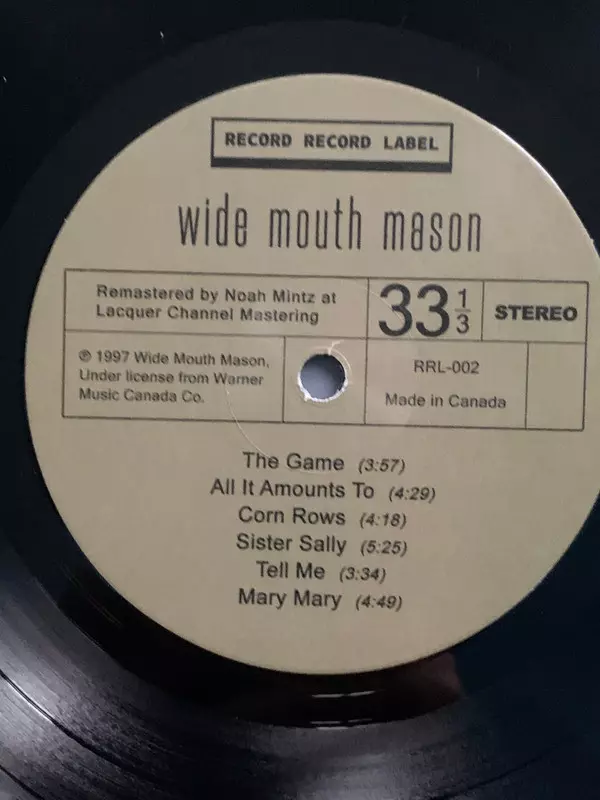 RECORD RECORD LABEL
wide mouth mason
Remastered by Noah Mintz at
Lacquer Channel Mastering
33 1/3
STEREO
℗ 1997 Wide Mouth Mason,
Under license from Warner
Music Canada Co.
RRL-002
Made in Canada
The Game (3:57)
All It Amounts To (4:29)
Corn Rows (4:18)
Sister Sally (5:25)
Tell Me (3:34)
Mary Mary (4:49)